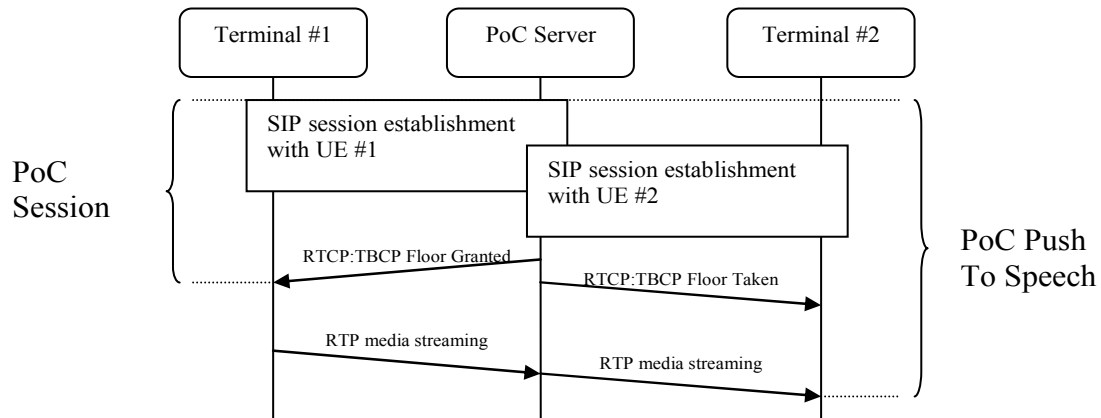 Terminal #1
PoC Server
Terminal #2
SIP session establishment
with UE #1
SIP session establishment
with UE #2
PoC
Session
RTCP:TBCP Floor Granted
RTCP:TBCP Floor Taken
PoC Push
To Speech
RTP media streaming
RTP media streaming